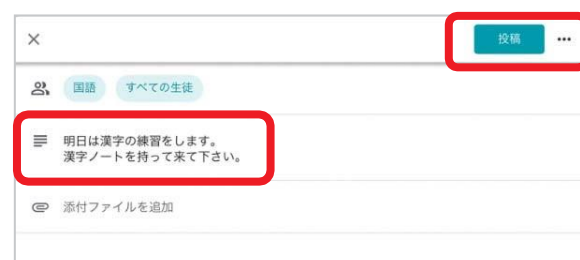 投稿
国語 すべての生徒
明日は漢字の練習をします。
漢字ノートを持って来て下さい。
添付ファイルを追加